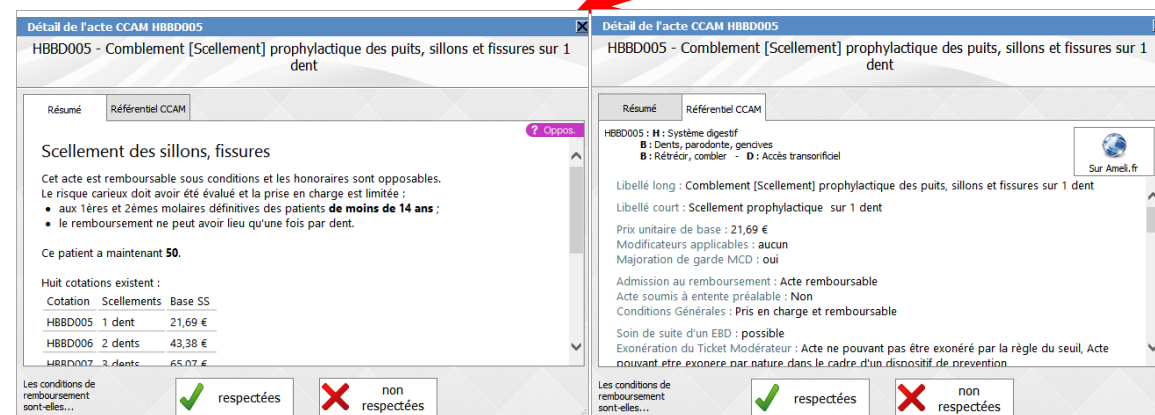 Détail de l'acte CCAM HBBD005
HBBD005 - Comblement [Scellement] prophylactique des puits, sillons et fissures sur 1
dent
Résumé
Référentiel CCAM
? Oppos.
Scellement des sillons, fissures
Cet acte est remboursable sous conditions et les honoraires sont opposables.
Le risque carieux doit avoir été évalué et la prise en charge est limitée :
• aux 1ères et 2èmes molaires définitives des patients de moins de 14 ans ;
• le remboursement ne peut avoir lieu qu'une fois par dent.
Ce patient a maintenant 50.
Huit cotations existent :
Cotation Scellements Base SS
HBBD005 1 dent 21,69 €
HBBD006 2 dents 43,38 €
HBBD007 3 dents 65,07 €
Les conditions de
remboursement
sont-elles...
respectées
non
respectées
Détail de l'acte CCAM HBBD005
HBBD005 - Comblement [Scellement] prophylactique des puits, sillons et fissures sur 1
dent
Résumé
Référentiel CCAM
HBBD005 : H : Système digestif
B : Dents, parodonte, gencives
B : Rétrécir, combler - D : Accès transorificiel
Sur Ameli.fr
Libellé long : Comblement [Scellement] prophylactique des puits, sillons et fissures sur 1 dent
Libellé court : Scellement prophylactique sur 1 dent
Prix unitaire de base : 21,69 €
Modificateurs applicables : aucun
Majoration de garde MCD : oui
Admission au remboursement : Acte remboursable
Acte soumis à entente préalable : Non
Conditions Générales : Pris en charge et remboursable
Soin de suite d'un EBD : possible
Exonération du Ticket Modérateur : Acte ne pouvant pas être exonéré par la règle du seuil, Acte
pouvant etre exonere par nature dans le cadre d'un dispositif de prevention
Les conditions de
remboursement
sont-elles...
respectées
non
respectées